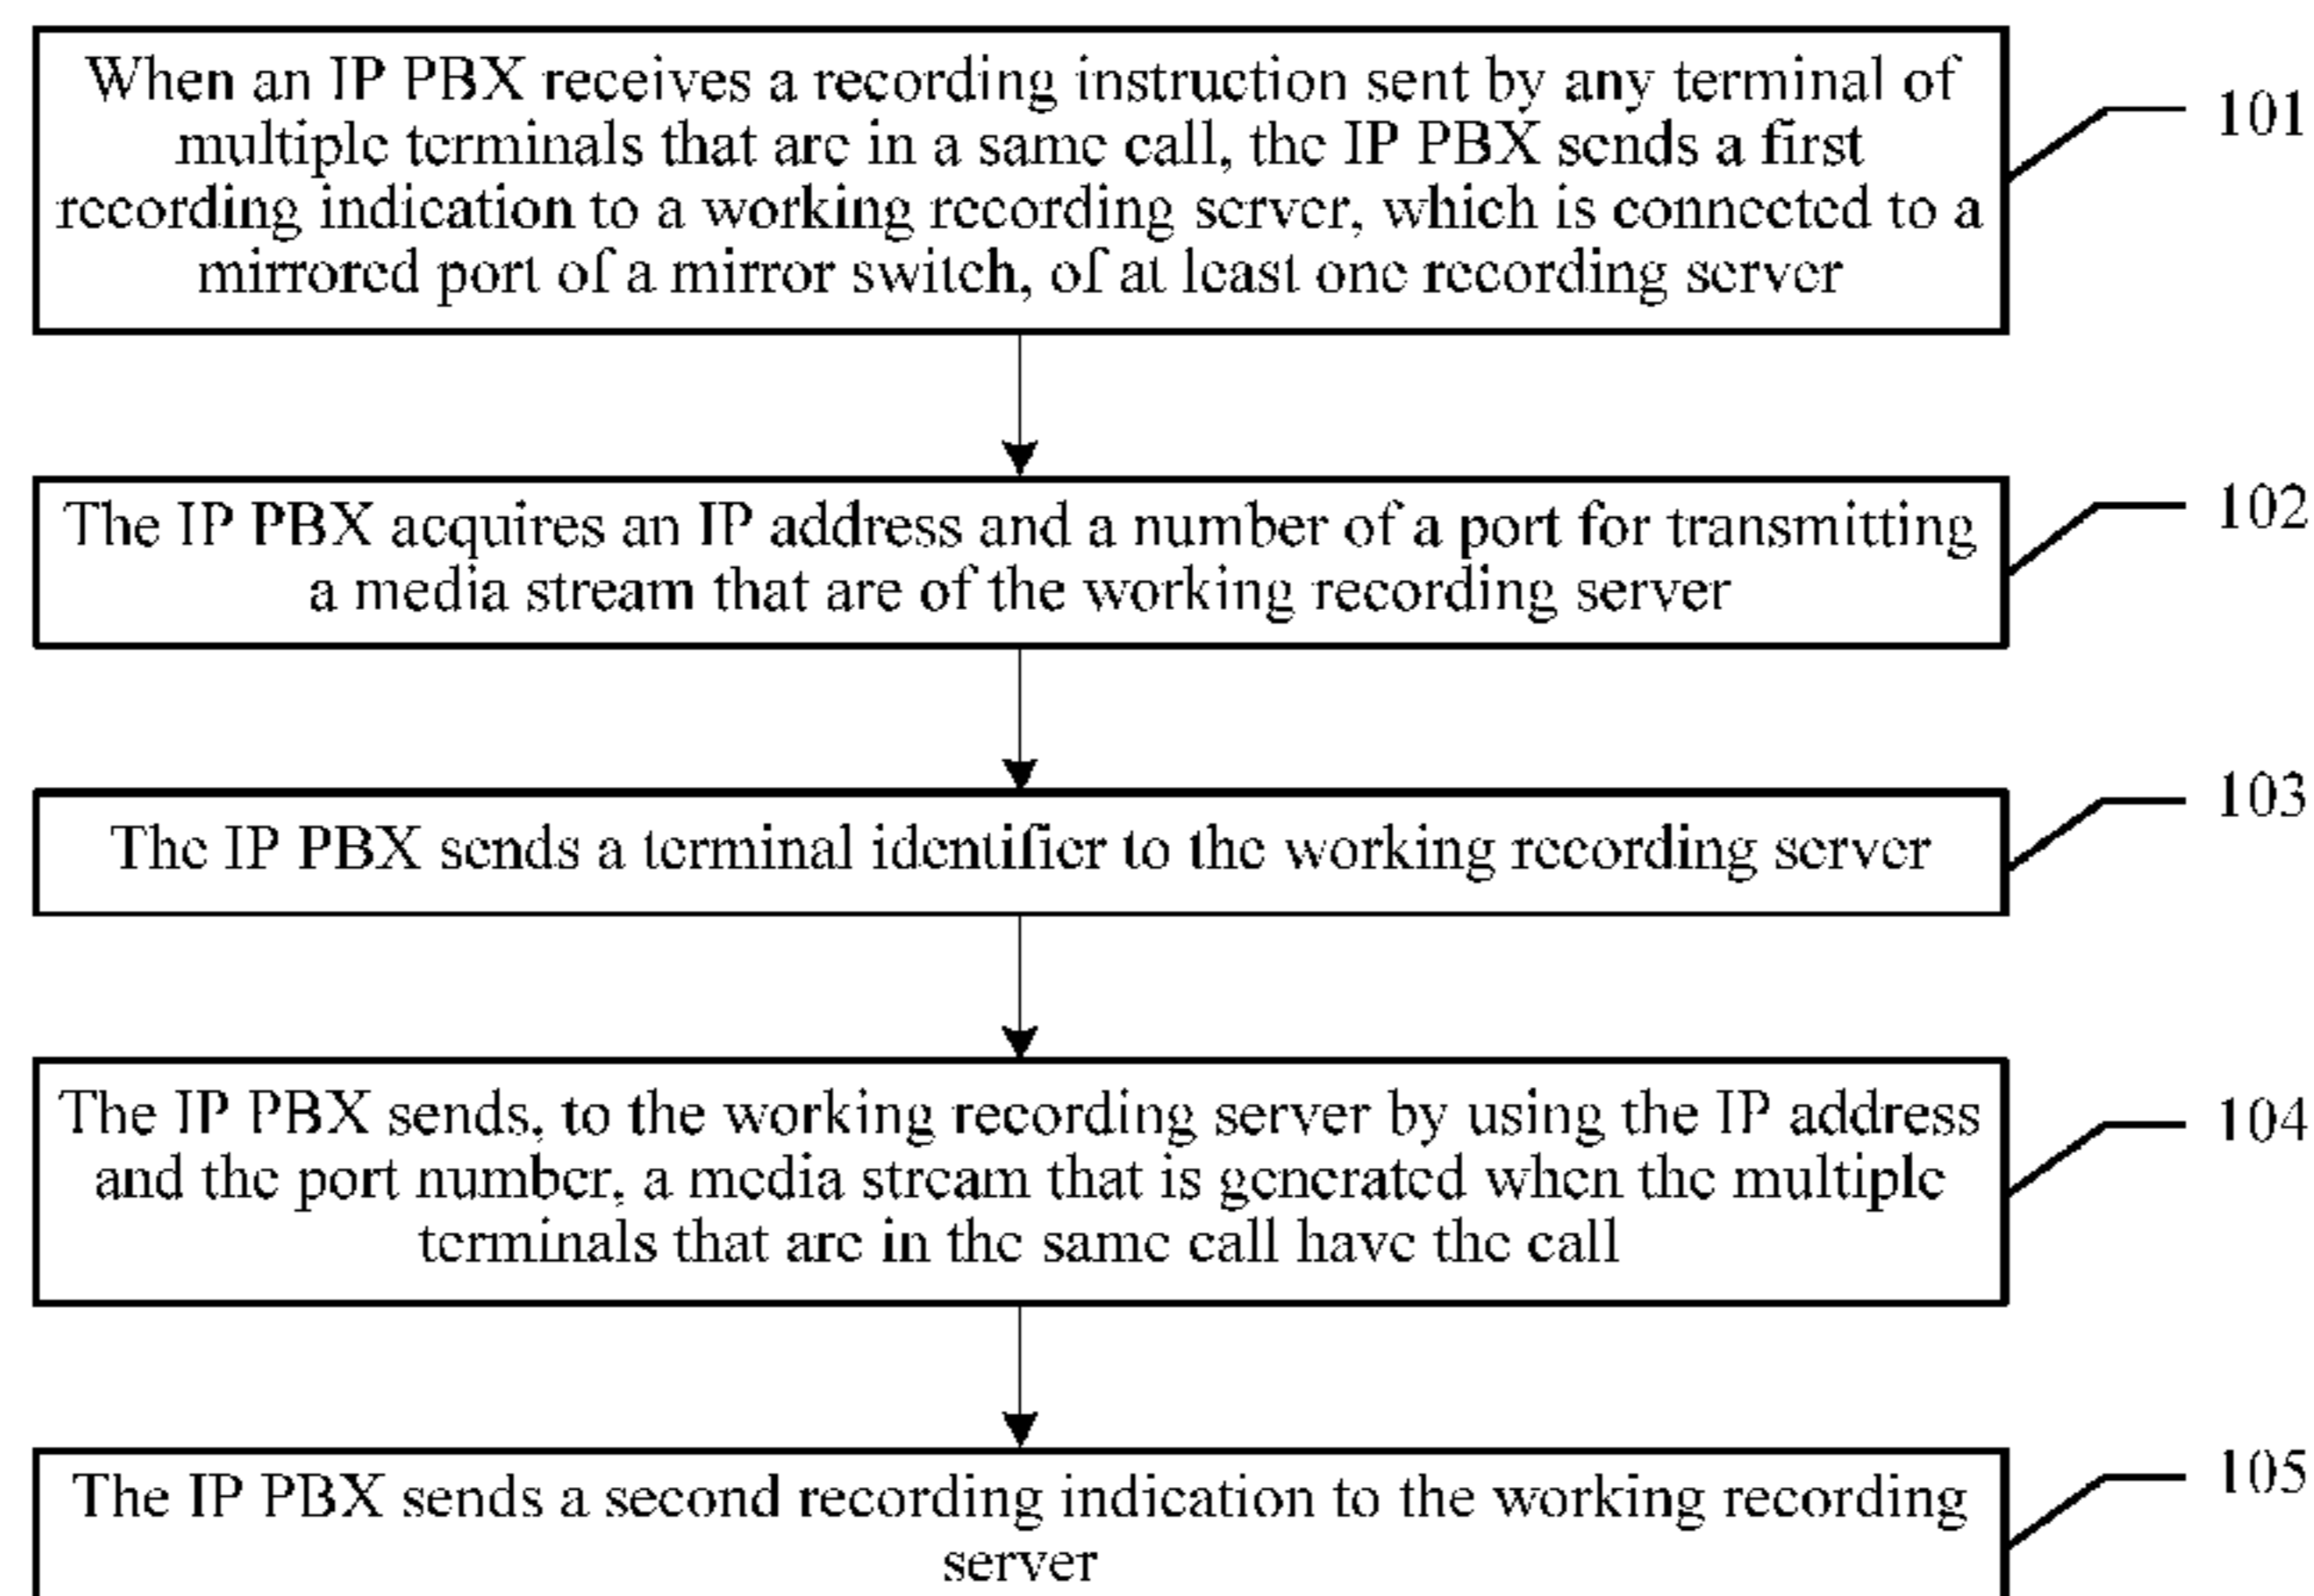 When an IP PBX receives a recording instruction sent by any terminal of
multiple terminals that are in a same call, the IP PBX sends a first
recording indication to a working recording server, which is connected to a
mirrored port of a mirror switch, of at least one recording server
101
The IP PBX acquires an IP address and a number of a port for transmitting
a media stream that are of the working recording server
102
The IP PBX sends a terminal identifier to the working recording server
103
The IP PBX sends, to the working recording server by using the IP address
and the port number, a media stream that is generated when the multiple
terminals that are in the same call have the call
104
The IP PBX sends a second recording indication to the working recording
server
105